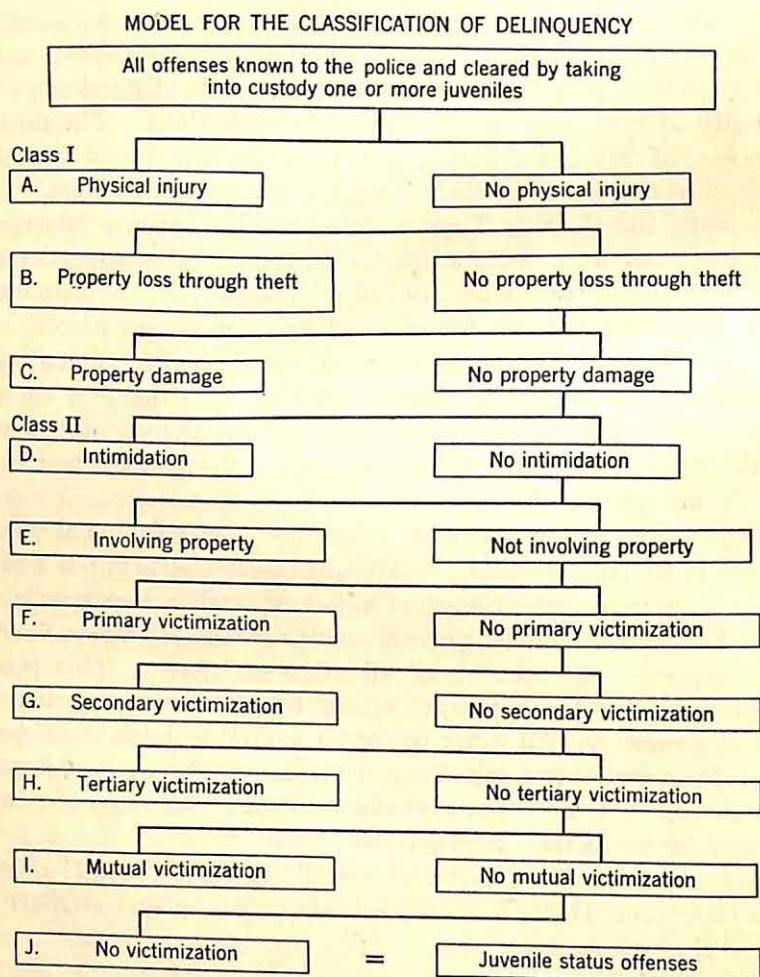 MODEL FOR THE CLASSIFICATION OF DELINQUENCY
All offenses known to the police and cleared by taking
into custody one or more juveniles
Class I
A. Physical injury
No physical injury
B. Property loss through theft
No property loss through theft
C. Property damage
No property damage
Class II
D. Intimidation
No intimidation
E. Involving property
Not involving property
F. Primary victimization
No primary victimization
G. Secondary victimization
No secondary victimization
H. Tertiary victimization
No tertiary victimization
I. Mutual victimization
No mutual victimization
J. No victimization = Juvenile status offenses